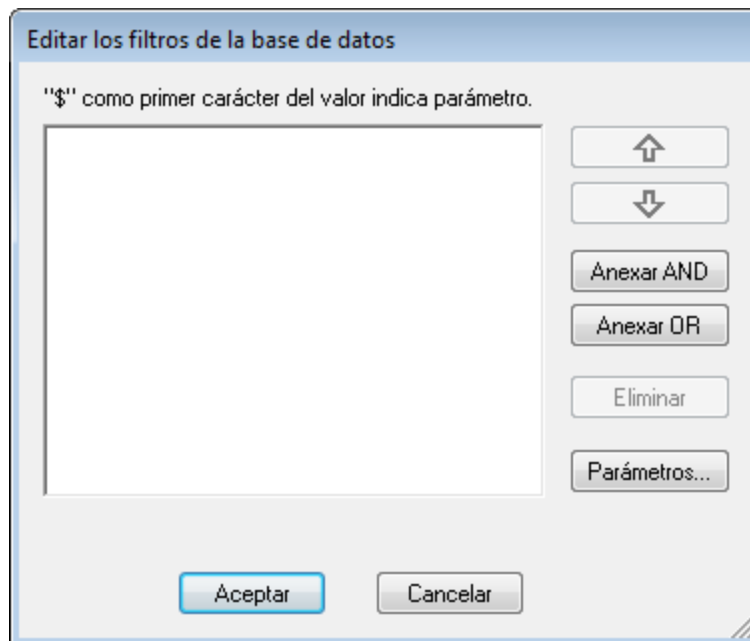 Editar los filtros de la base de datos
"$" como primer carácter del valor indica parámetro.
Anexar AND
Anexar OR
Eliminar
Parámetros...
Aceptar
Cancelar